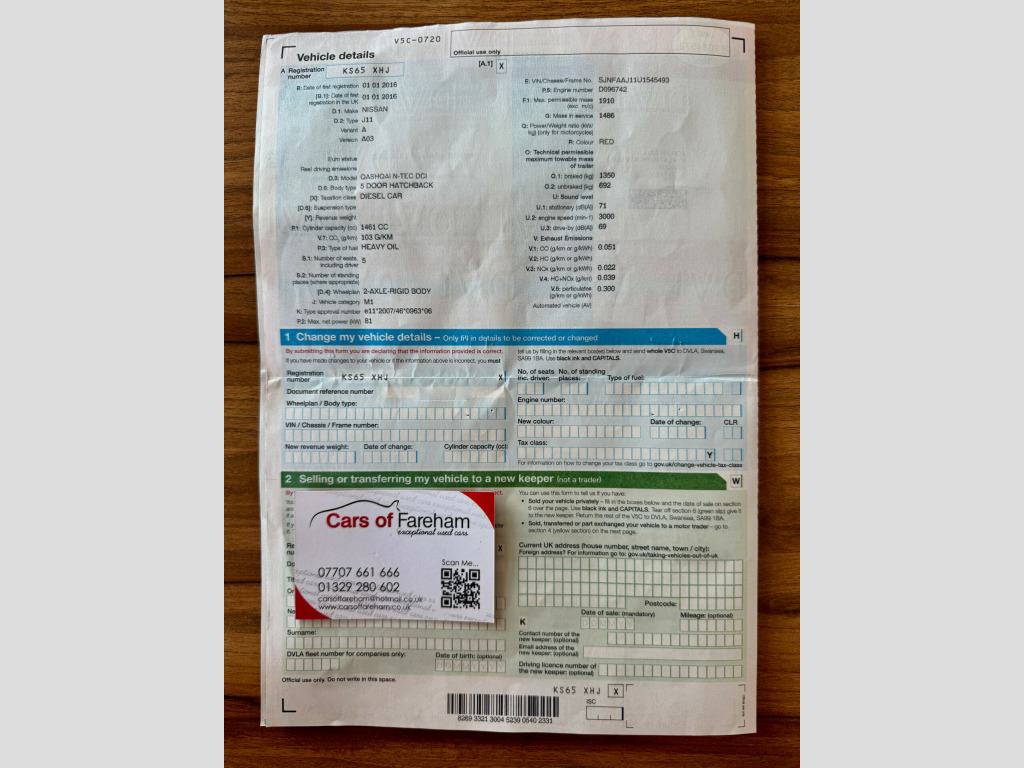 V5C-0720
Official use only
Vehicle details
A Registration number KS65 XHJ
[A.1] X
B: Date of first registration 01 01 2016
[B.1]: Date of first registration in the UK 01 01 2016
D.1: Make NISSAN
D.2: Type J11
Variant A
Version A03
Euro status
Real driving emissions
D.3: Model QASHQAI N-TEC DCI
D.5: Body type 5 DOOR HATCHBACK
[X]: Taxation class DIESEL CAR
[D.6]: Suspension type
[Y]: Revenue weight
P.1: Cylinder capacity (cc) 1461 CC
V.7: CO2 (g/km) 103 G/KM
P.3: Type of fuel HEAVY OIL
S.1: Number of seats, including driver 5
S.2: Number of standing places (where appropriate)
[D.4]: Wheelplan 2-AXLE-RIGID BODY
J: Vehicle category M1
K: Type approval number e11*2007/46*0963*06
P.2: Max. net power (kW) 81
E: VIN/Chassis/Frame No. SJNFAAJ11U1545493
P.5: Engine number D096742
F.1: Max. permissible mass (exc. m/c) 1910
G: Mass in service 1486
Q: Power/Weight ratio (kW/kg) (only for motorcycles)
R: Colour RED
O: Technical permissible maximum towable mass of trailer
O.1: braked (kg) 1350
O.2: unbraked (kg) 692
U: Sound level
U.1: stationary (dB(A)) 71
U.2: engine speed (min-1) 3000
U.3: drive-by (dB(A)) 69
V: Exhaust Emissions
V.1: CO (g/km or g/kWh) 0.051
V.2: HC (g/km or g/kWh)
V.3: NOx (g/km or g/kWh) 0.022
V.4: HC+NOx (g/km) 0.039
V.5: particulates (g/km or g/kWh) 0.300
Automated vehicle (AV)
1 Change my vehicle details – Only fill in details to be corrected or changed
H
By submitting this form you are declaring that the information provided is correct.
If you have made changes to your vehicle or if the information above is incorrect, you must
tell us by filling in the relevant box(es) below and send whole V5C to DVLA, Swansea,
SA99 1BA. Use black ink and CAPITALS.
Registration number KS65 XHJ X
Document reference number
Wheelplan / Body type:
VIN / Chassis / Frame number:
New revenue weight: Date of change: Cylinder capacity (cc):
No. of seats inc. driver: No. of standing places: Type of fuel:
Engine number:
New colour: Date of change: CLR
Tax class:
Y
For information on how to change your tax class go to gov.uk/change-vehicle-tax-class
2 Selling or transferring my vehicle to a new keeper (not a trader)
W
Cars of Fareham
exceptional used cars
07707 661 666
01329 280 602
carsoffareham@hotmail.co.uk
www.carsoffareham.co.uk
Scan Me...
X
Surname:
DVLA fleet number for companies only: Date of birth: (optional)
You can use this form to tell us if you have:
• Sold your vehicle privately – fill in the boxes below and the date of sale on section
6 over the page. Use black ink and CAPITALS. Tear off section 6 (green slip) give it
to the new keeper. Return the rest of the V5C to DVLA, Swansea, SA99 1BA.
• Sold, transferred or part exchanged your vehicle to a motor trader – go to
section 4 (yellow section) on the next page.
Current UK address (house number, street name, town / city):
Foreign address? For information go to: gov.uk/taking-vehicles-out-of-uk
Postcode:
Date of sale: (mandatory) Mileage: (optional)
K
Contact number of the new keeper: (optional)
Email address of the new keeper: (optional)
Driving licence number of the new keeper: (optional)
Official use only. Do not write in this space.
KS65 XHJ X
ISC
8269 3321 3004 5239 0540 2331